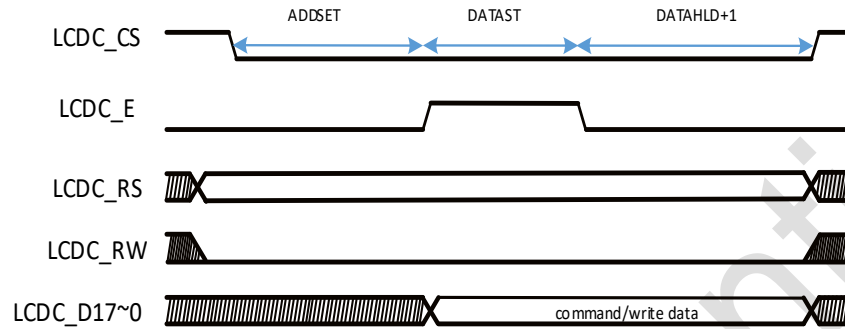 ADDSET DATAST DATAHLD+1
LCDC_CS
LCDC_E
LCDC_RS
LCDC_RW
LCDC_D17~0 command/write data